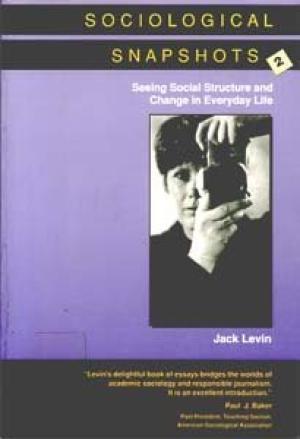 SOCIOLOGICAL
SNAPSHOTS 2
Seeing Social Structure and
Change in Everyday Life
Jack Levin
"Levin's delightful book of essays bridges the worlds of
academic sociology and responsible journalism.
It is an excellent introduction."
Paul J. Baker
Past President, Teaching Section,
American Sociological Association